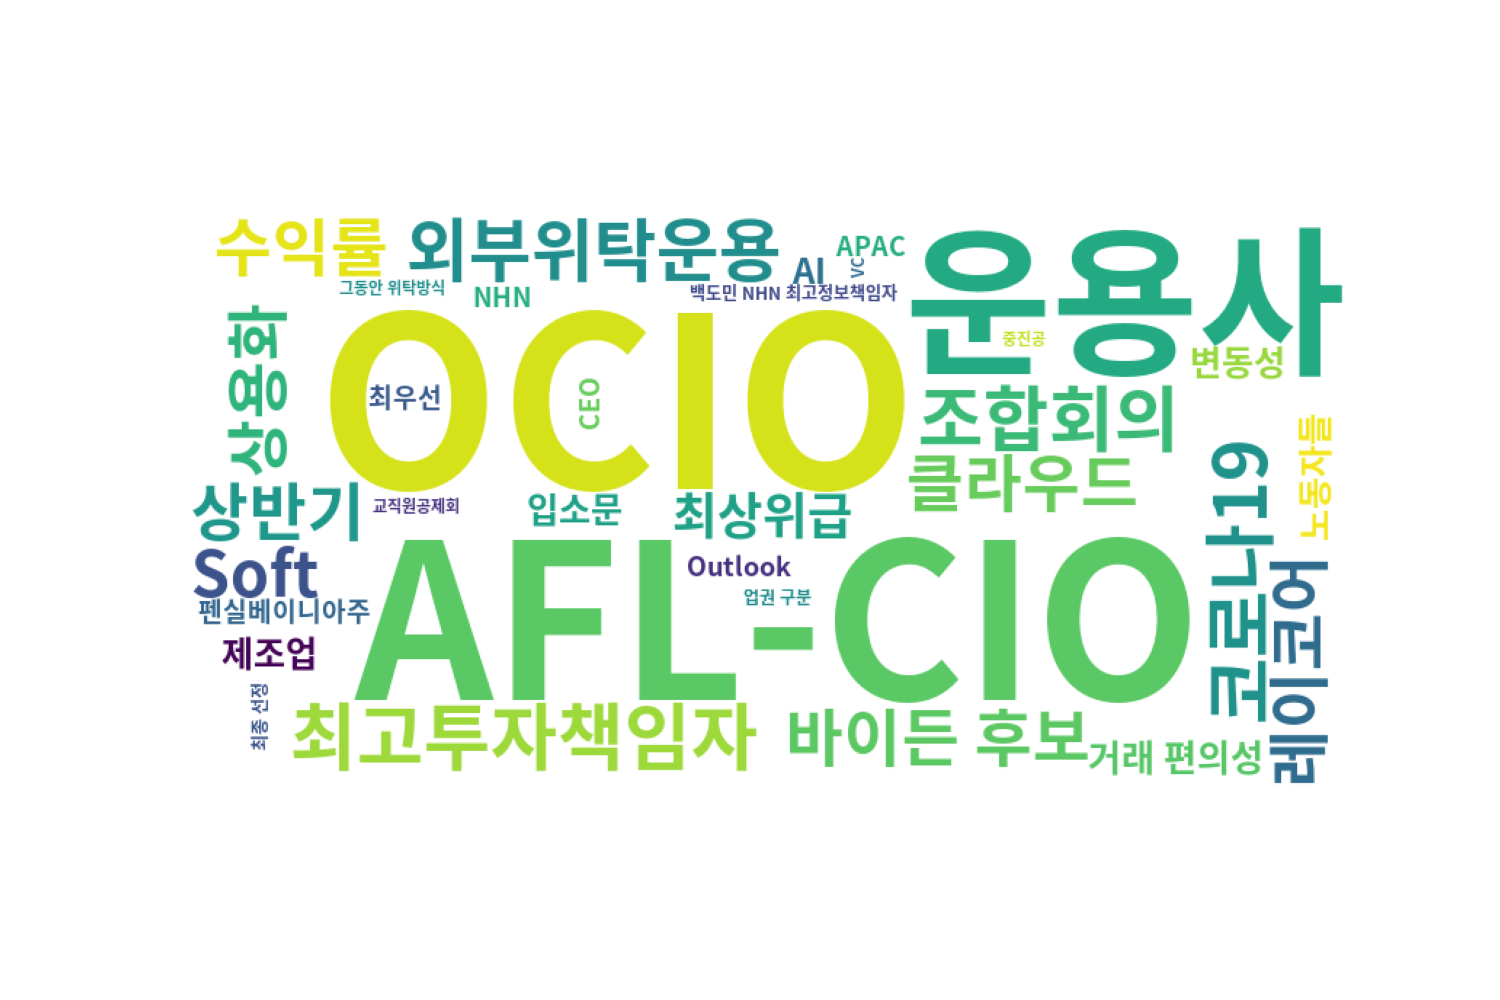 수익률
외부위탁운용
AI
VC
APAC
운용사
그동안 위탁방식
NHN
백도민 NHN 최고정보책임자
상용화
OCIO
최우선
CEO
중진공
변동성
조합회의
클라우드
코로나19
노동자들
상반기
교직원공제회
입소문
최상위급
Soft
Outlook
업권 구분
펜실베이니아주
AFL-CIO
레이코어
제조업
최종 선정
최고투자책임자
바이든 후보
거래 편의성